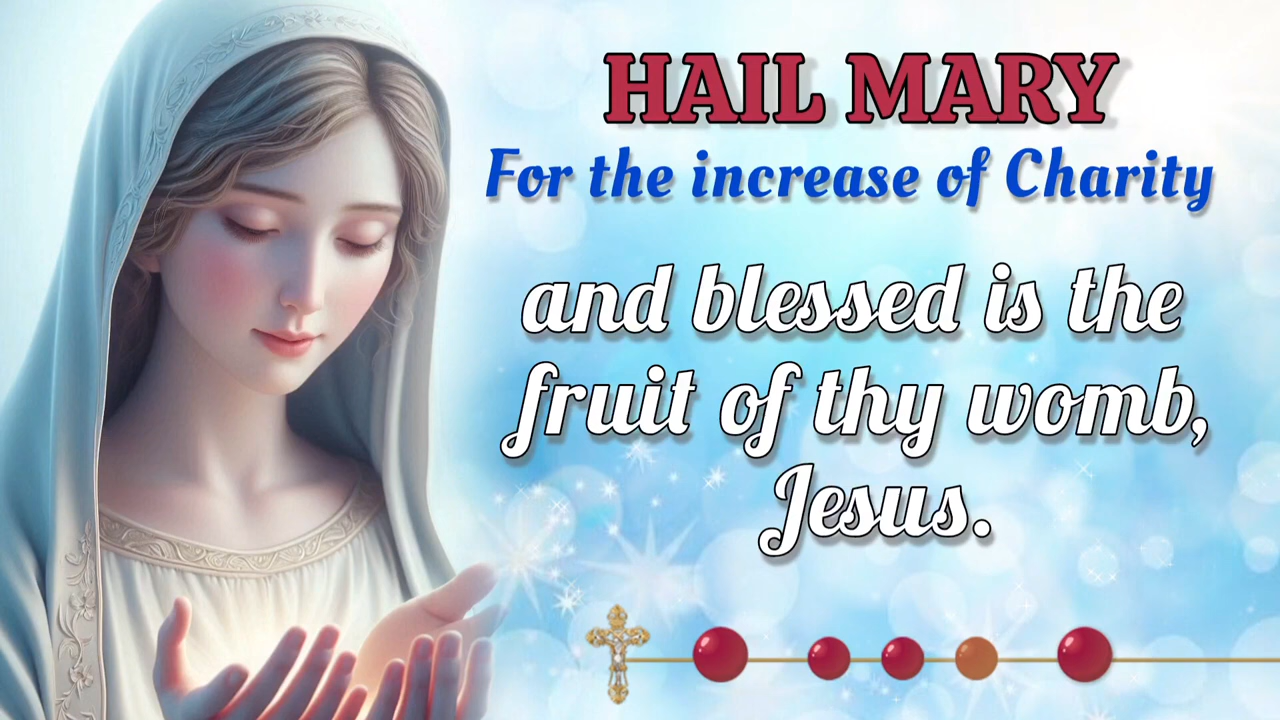 HAIL MARY
For the increase of Charity
and blessed is the
fruit of thy womb,
Jesus.